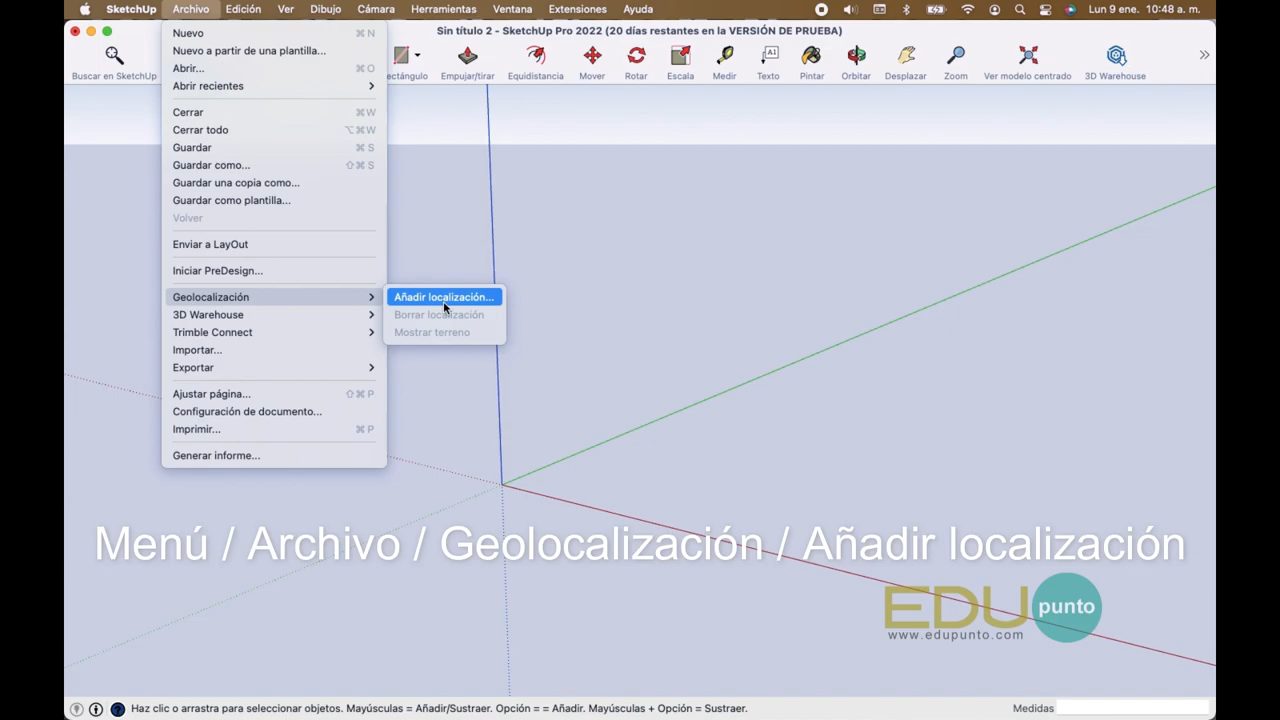 SketchUp Archivo Edición Ver Dibujo Cámara Herramientas Ventana Extensiones Ayuda Lun 9 ene. 10:48 a. m.
Sin título 2 - SketchUp Pro 2022 (20 días restantes en la VERSIÓN DE PRUEBA)
Buscar en SketchUp ectángulo Empujar/tirar Equidistancia Mover Rotar Escala Medir Texto Pintar Orbitar Desplazar Zoom Ver modelo centrado 3D Warehouse
Nuevo ⌘ N
Nuevo a partir de una plantilla...
Abrir... ⌘ O
Abrir recientes
Cerrar ⌘ W
Cerrar todo ⌥ ⌘ W
Guardar ⌘ S
Guardar como... ⇧ ⌘ S
Guardar una copia como...
Guardar como plantilla...
Volver
Enviar a LayOut
Iniciar PreDesign...
Geolocalización
Añadir localización...
3D Warehouse
Borrar localización
Trimble Connect
Mostrar terreno
Importar...
Exportar
Ajustar página... ⇧ ⌘ P
Configuración de documento...
Imprimir... ⌘ P
Generar informe...
Menú / Archivo / Geolocalización / Añadir localización
EDU punto
www.edupunto.com
Haz clic o arrastra para seleccionar objetos. Mayúsculas = Añadir/Sustraer. Opción = = Añadir. Mayúsculas + Opción = Sustraer. Medidas